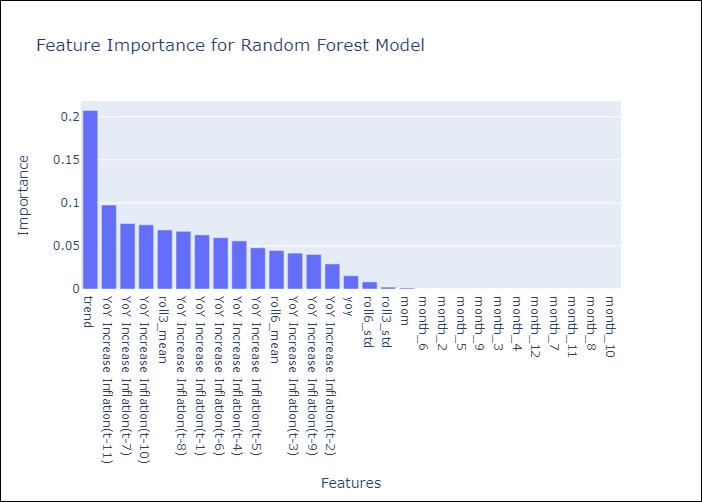 Feature Importance for Random Forest Model
Importance
0.2
0.15
0.1
0.05
0
trend
YoY Increase Inflation(t-11)
YoY Increase Inflation(t-7)
YoY Increase Inflation(t-10)
roll3_mean
YoY Increase Inflation(t-8)
YoY Increase Inflation(t-1)
YoY Increase Inflation(t-6)
YoY Increase Inflation(t-4)
YoY Increase Inflation(t-5)
roll6_mean
YoY Increase Inflation(t-3)
YoY Increase Inflation(t-9)
YoY Increase Inflation(t-2)
yoy
roll6_std
roll3_std
mom
month_6
month_2
month_5
month_9
month_3
month_4
month_12
month_7
month_11
month_8
month_10
Features